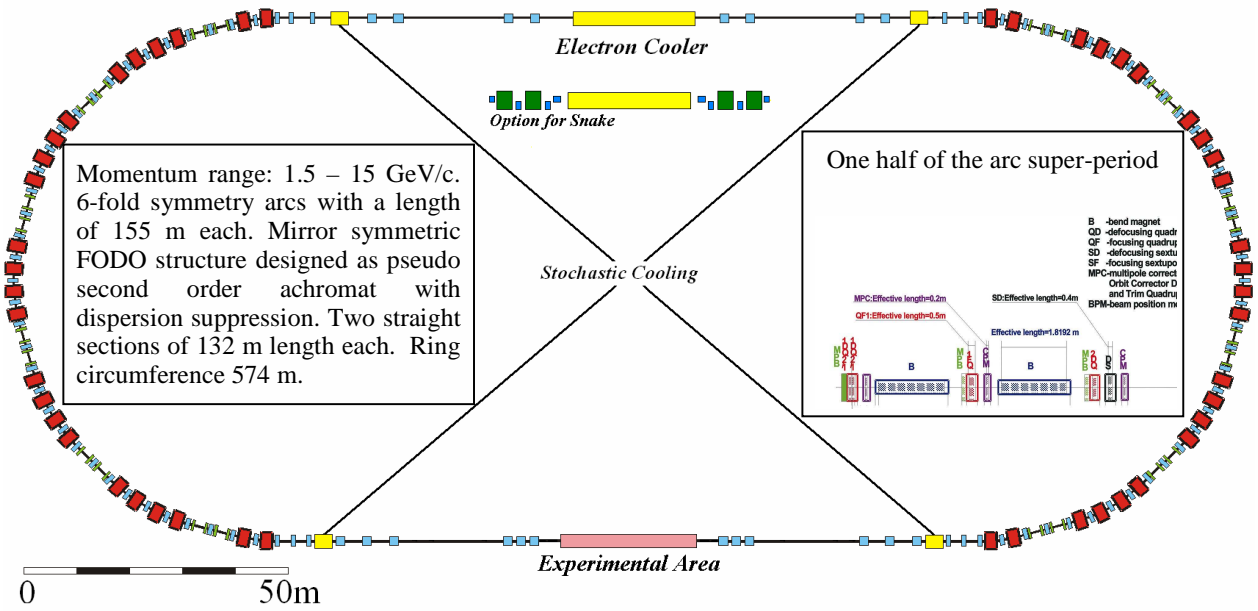 Electron Cooler
Option for Snake
Momentum range: 1.5 – 15 GeV/c.
6-fold symmetry arcs with a length
of 155 m each. Mirror symmetric
FODO structure designed as pseudo
second order achromat with
dispersion suppression. Two straight
sections of 132 m length each. Ring
circumference 574 m.
One half of the arc super-period
B -bend magnet
QD -defocusing quadr
QF -focusing quadru
SD -defocusing sextu
SF -focusing sextupo
MPC-multipole correct
Orbit Corrector D
and Trim Quadru
BPM-beam position m
Stochastic Cooling
MPC:Effective length=0.2m
SD:Effective length=0.4m
QF1:Effective length=0.5m
Effective length=1.8192 m
B
B
Experimental Area
0 50m